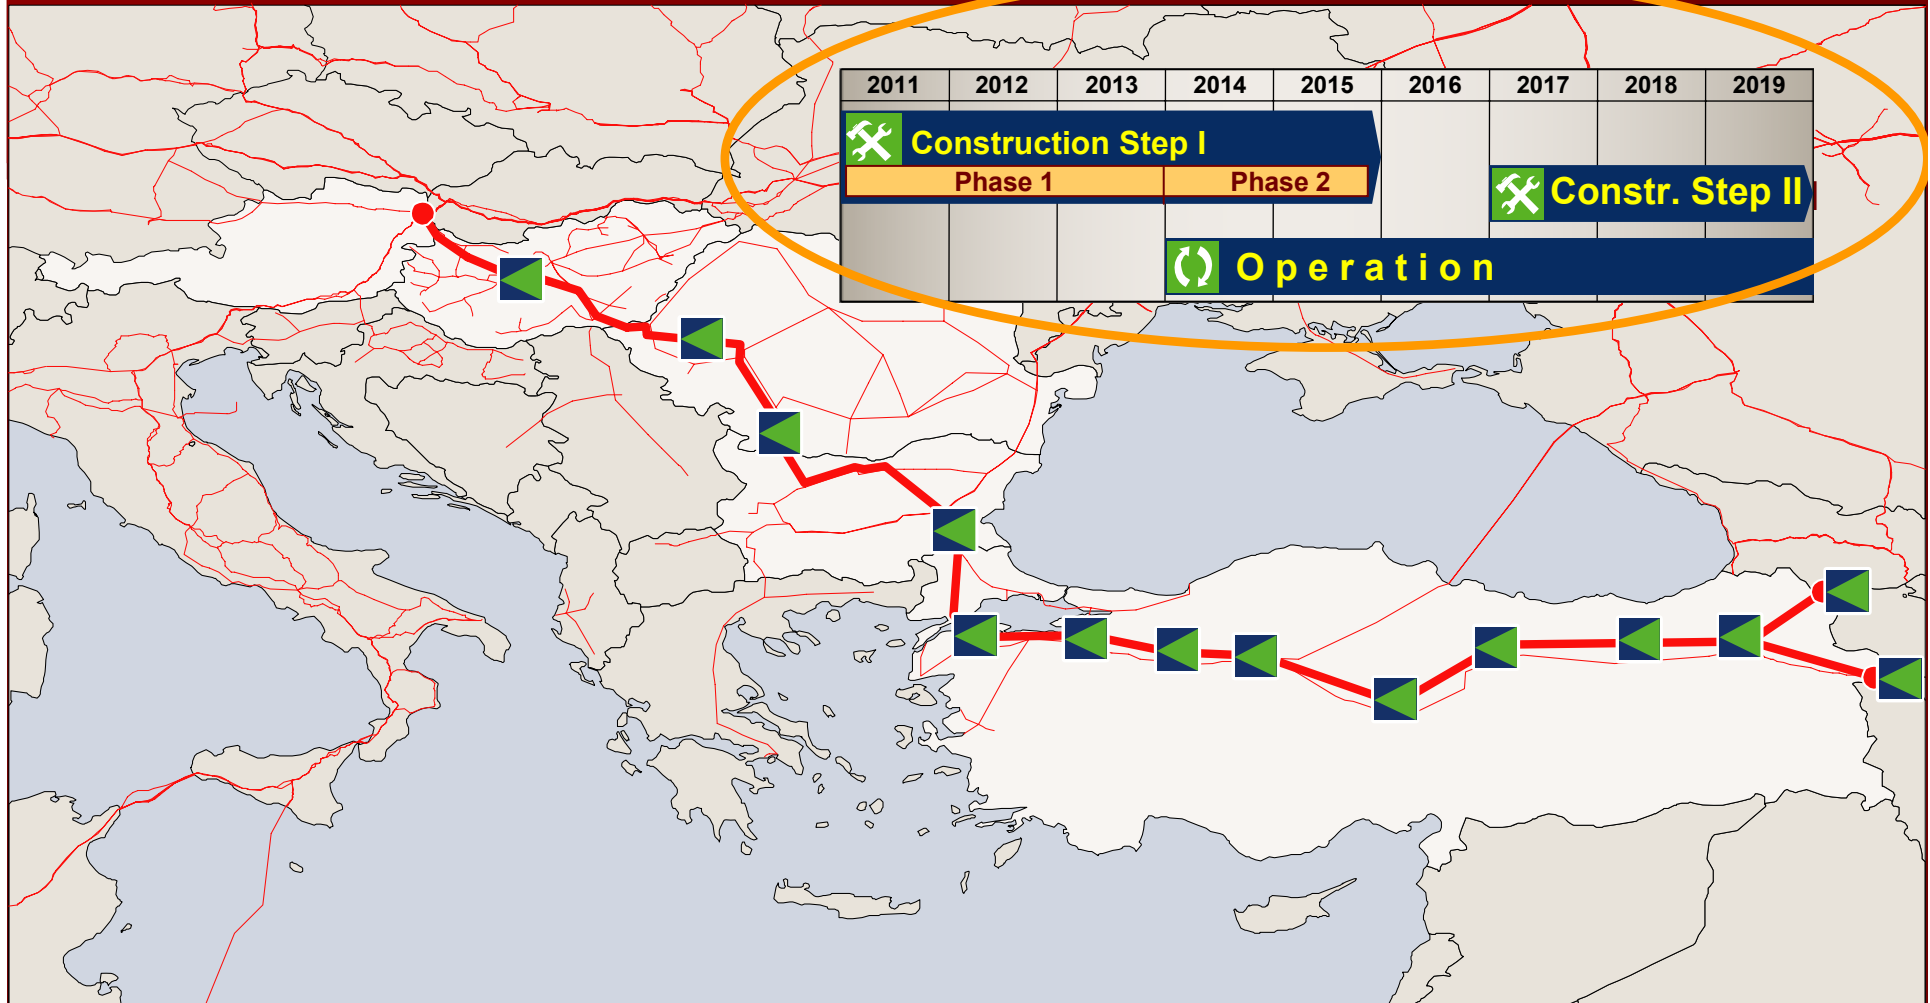 2011 2012 2013 2014 2015 2016 2017 2018 2019
Construction Step I
Phase 1 Phase 2
Constr. Step II
Operation